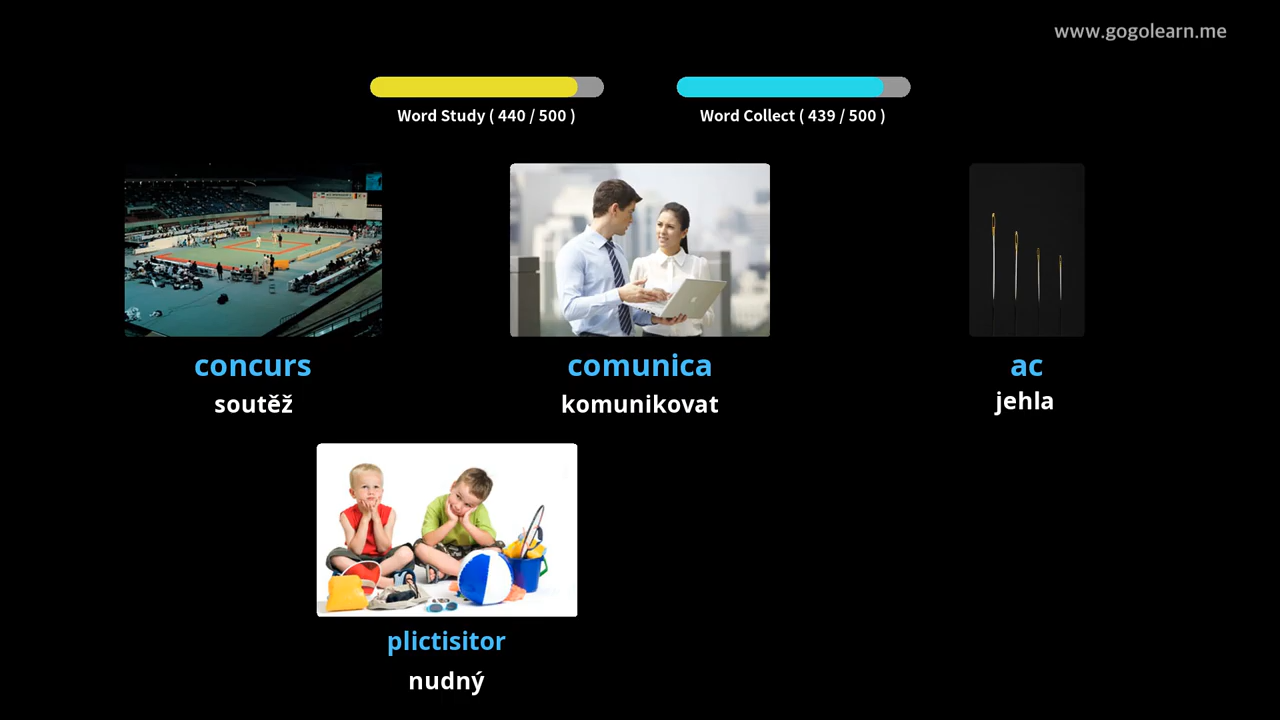 www.gogolearn.me
Word Study ( 440 / 500 )
Word Collect ( 439 / 500 )
concurs
soutěž
comunica
komunikovat
ac
jehla
plictisitor
nudný